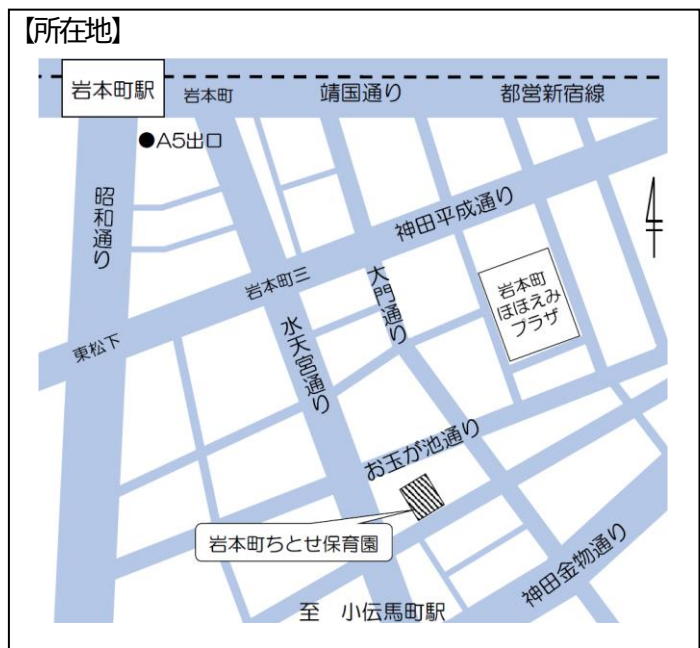 【所在地】
岩本町駅
岩本町
靖国通り
都営新宿線
●A5出口
昭和通り
神田平成通り
岩本町三
大門通り
岩本町
ほほえみ
プラザ
東松下
水天宮通り
お玉が池通り
岩本町ちとせ保育園
神田金物通り
至 小伝馬町駅